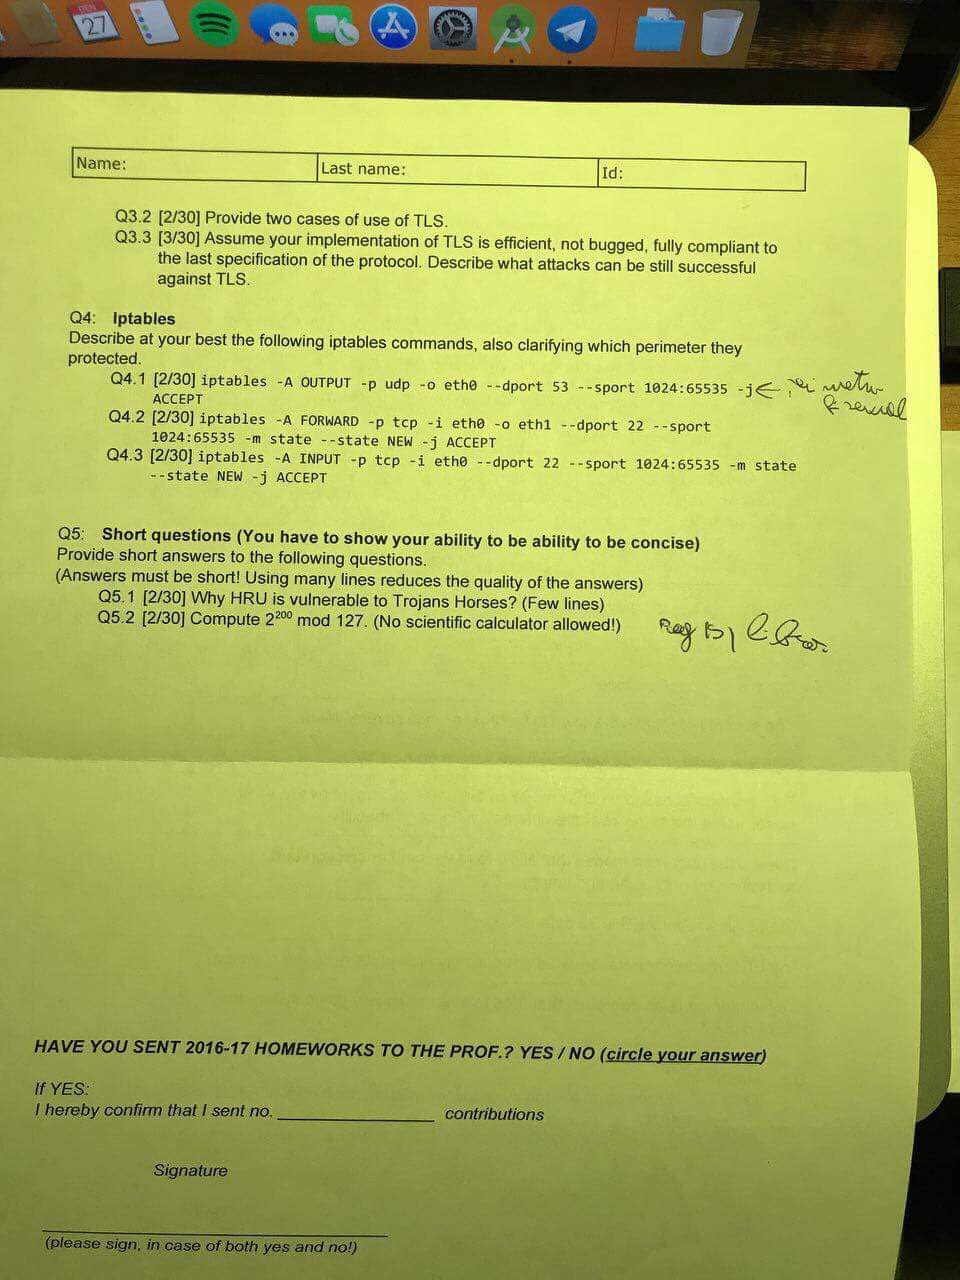 GEN
27
Name:
Last name:
Id:
Q3.2 [2/30] Provide two cases of use of TLS.
Q3.3 [3/30] Assume your implementation of TLS is efficient, not bugged, fully compliant to
the last specification of the protocol. Describe what attacks can be still successful
against TLS.
Q4: Iptables
Describe at your best the following iptables commands, also clarifying which perimeter they
protected.
Q4.1 [2/30] iptables -A OUTPUT -p udp -o eth0 --dport 53 --sport 1024:65535 -j
ACCEPT
Q4.2 [2/30] iptables -A FORWARD -p tcp -i eth0 -o eth1 --dport 22 --sport
1024:65535 -m state --state NEW -j ACCEPT
Q4.3 [2/30] iptables -A INPUT -p tcp -i eth0 --dport 22 --sport 1024:65535 -m state
--state NEW -j ACCEPT
Q5: Short questions (You have to show your ability to be ability to be concise)
Provide short answers to the following questions.
(Answers must be short! Using many lines reduces the quality of the answers)
Q5.1 [2/30] Why HRU is vulnerable to Trojans Horses? (Few lines)
Q5.2 [2/30] Compute 2²⁰⁰ mod 127. (No scientific calculator allowed!)
HAVE YOU SENT 2016-17 HOMEWORKS TO THE PROF.? YES / NO (circle your answer)
If YES:
I hereby confirm that I sent no. ______________ contributions
Signature
(please sign, in case of both yes and no!)